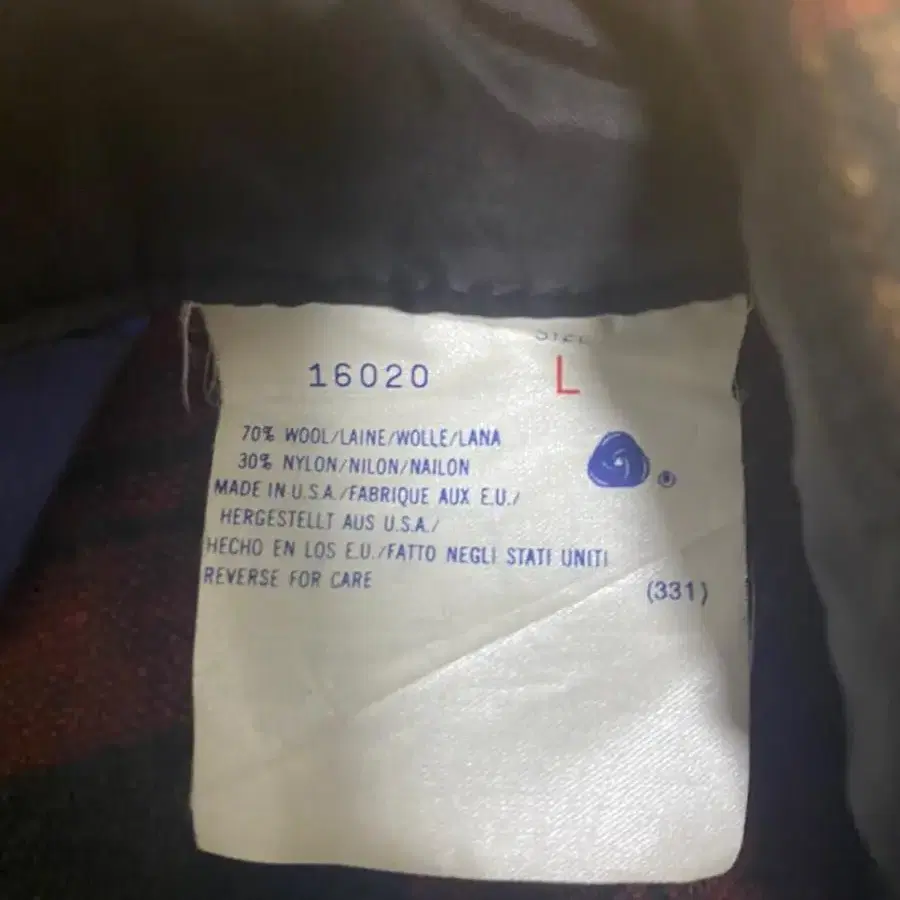 SIZE
16020 L
70% WOOL/LAINE/WOLLE/LANA
30% NYLON/NILON/NAILON
MADE IN U.S.A./FABRIQUE AUX E.U./
HERGESTELLT AUS U.S.A./
HECHO EN LOS E.U./FATTO NEGLI STATI UNITI
REVERSE FOR CARE
(331)
®